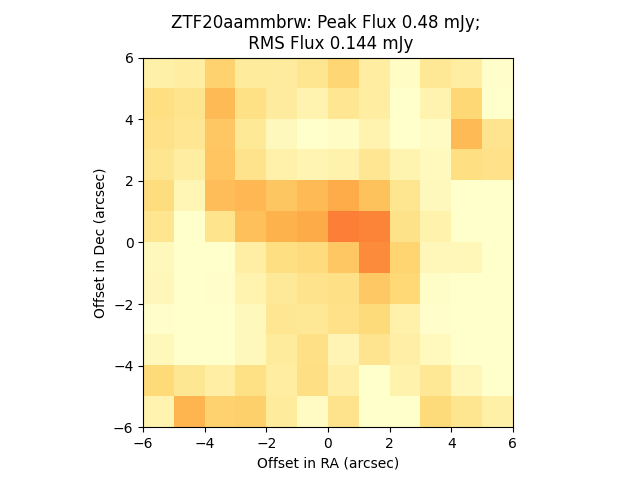 ZTF20aammbrw: Peak Flux 0.48 mJy;
RMS Flux 0.144 mJy
6
4
2
0
−2
−4
−6
Offset in Dec (arcsec)
−6 −4 −2 0 2 4 6
Offset in RA (arcsec)